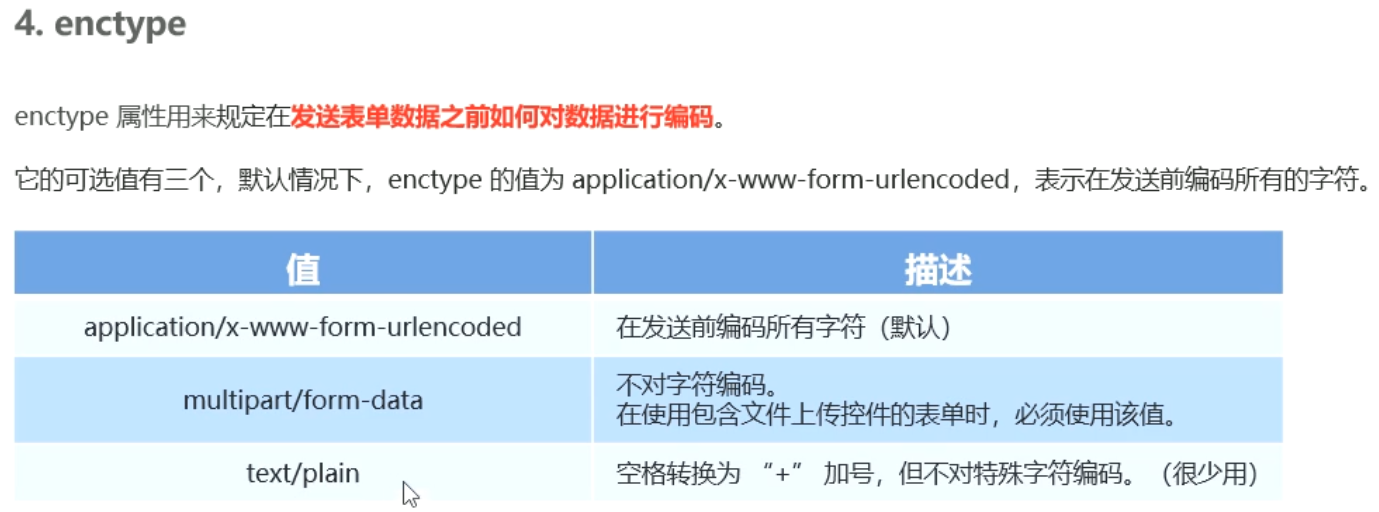 4. enctype
enctype 属性用来规定在发送表单数据之前如何对数据进行编码。
它的可选值有三个，默认情况下，enctype 的值为 application/x-www-form-urlencoded，表示在发送前编码所有的字符。
值 描述
application/x-www-form-urlencoded 在发送前编码所有字符（默认）
multipart/form-data 不对字符编码。
在使用包含文件上传控件的表单时，必须使用该值。
text/plain 空格转换为 “+” 加号，但不对特殊字符编码。（很少用）